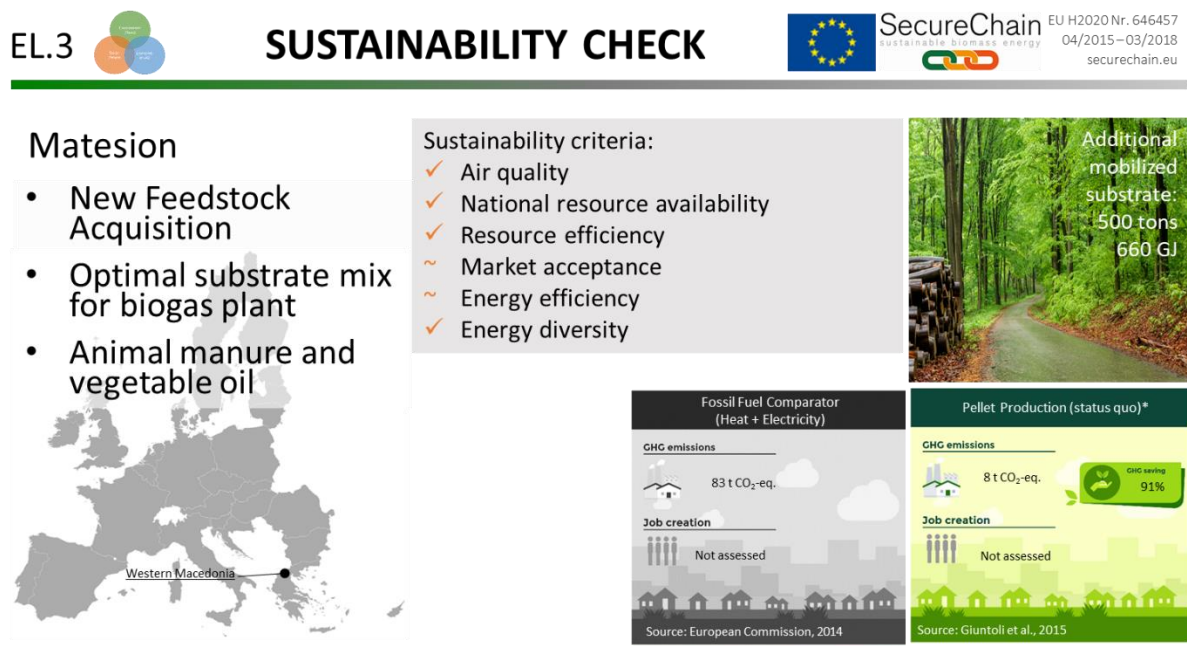 EL.3
SUSTAINABILITY CHECK
SecureChain
sustainable biomass energy
EU H2020 Nr. 646457
04/2015–03/2018
securechain.eu
Matesion
• New Feedstock
Acquisition
• Optimal substrate mix
for biogas plant
• Animal manure and
vegetable oil
Western Macedonia
Sustainability criteria:
✓ Air quality
✓ National resource availability
✓ Resource efficiency
~ Market acceptance
~ Energy efficiency
✓ Energy diversity
Additional
mobilized
substrate:
500 tons
660 GJ
Fossil Fuel Comparator
(Heat + Electricity)
GHG emissions
83 t CO₂-eq.
Job creation
Not assessed
Source: European Commission, 2014
Pellet Production (status quo)*
GHG emissions
8 t CO₂-eq.
GHG saving
91%
Job creation
Not assessed
Source: Giuntoli et al., 2015